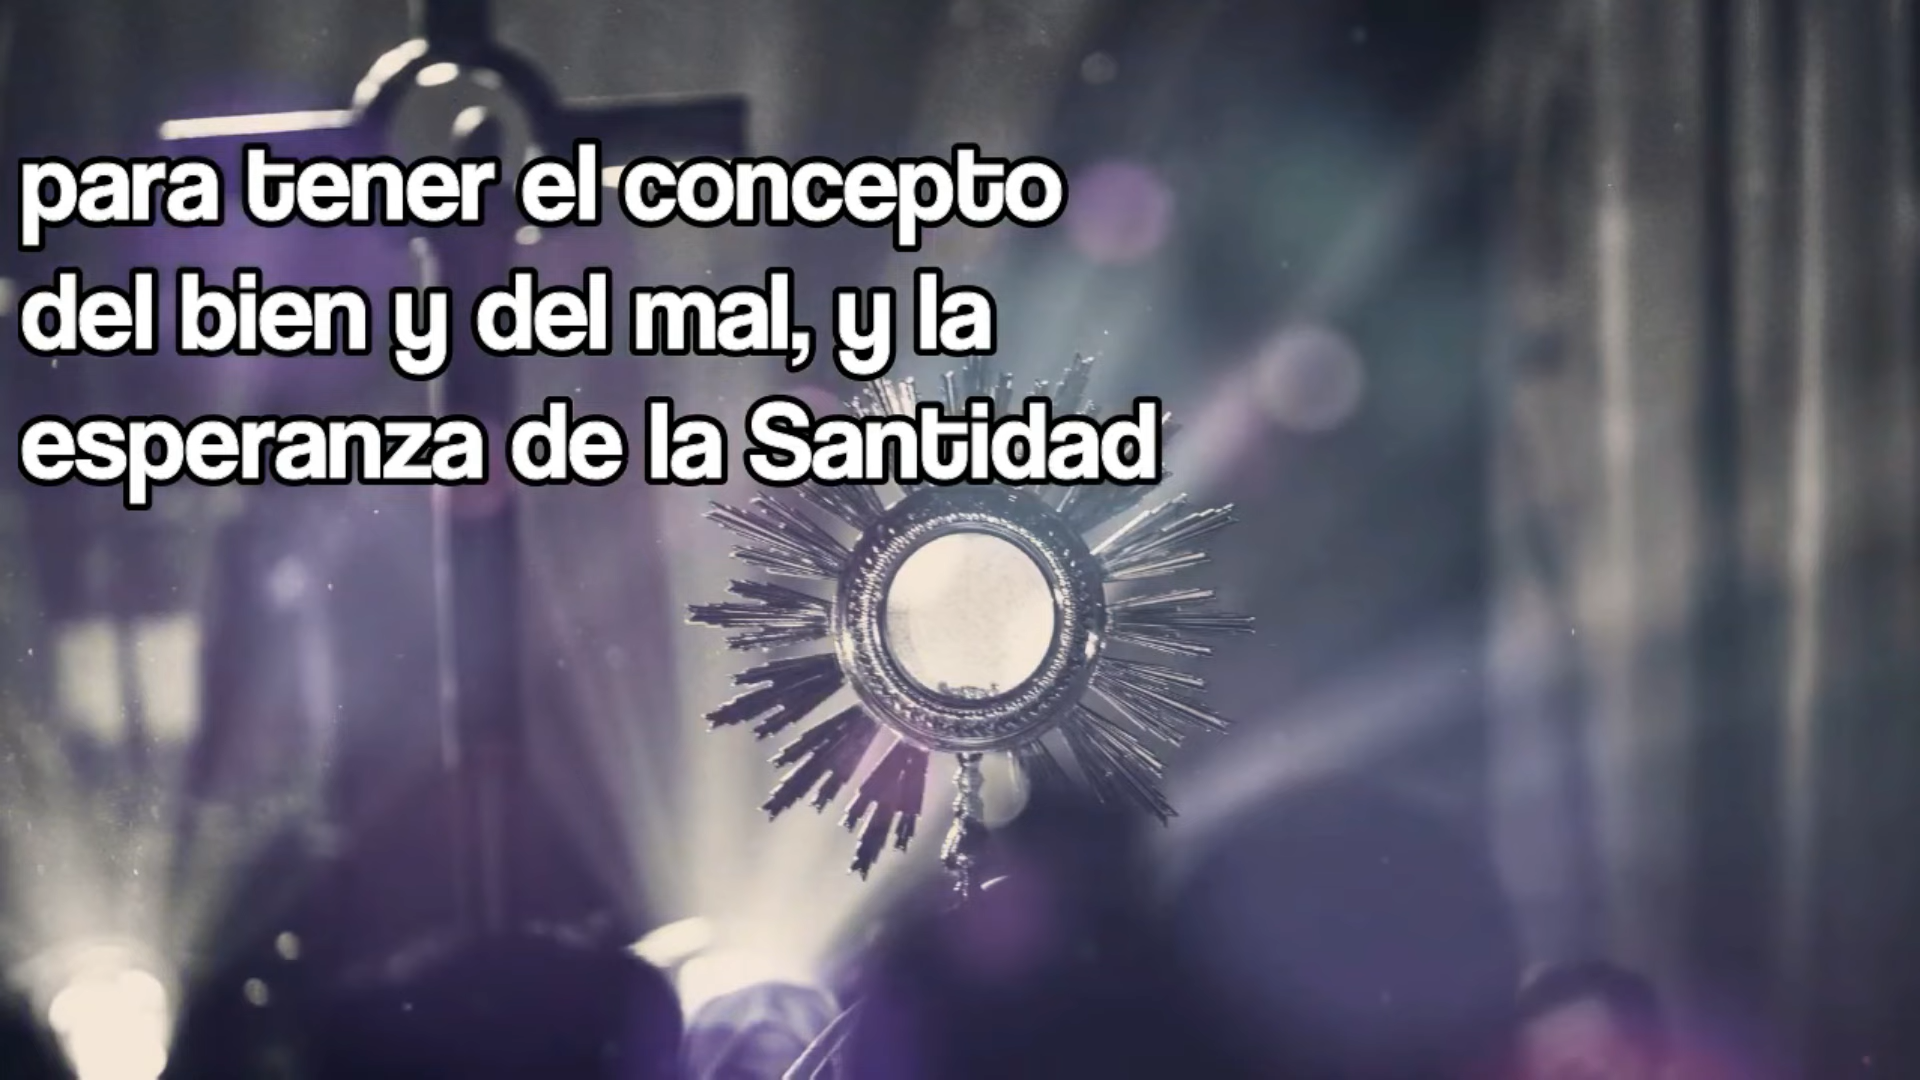 para tener el concepto
del bien y del mal, y la
esperanza de la Santidad